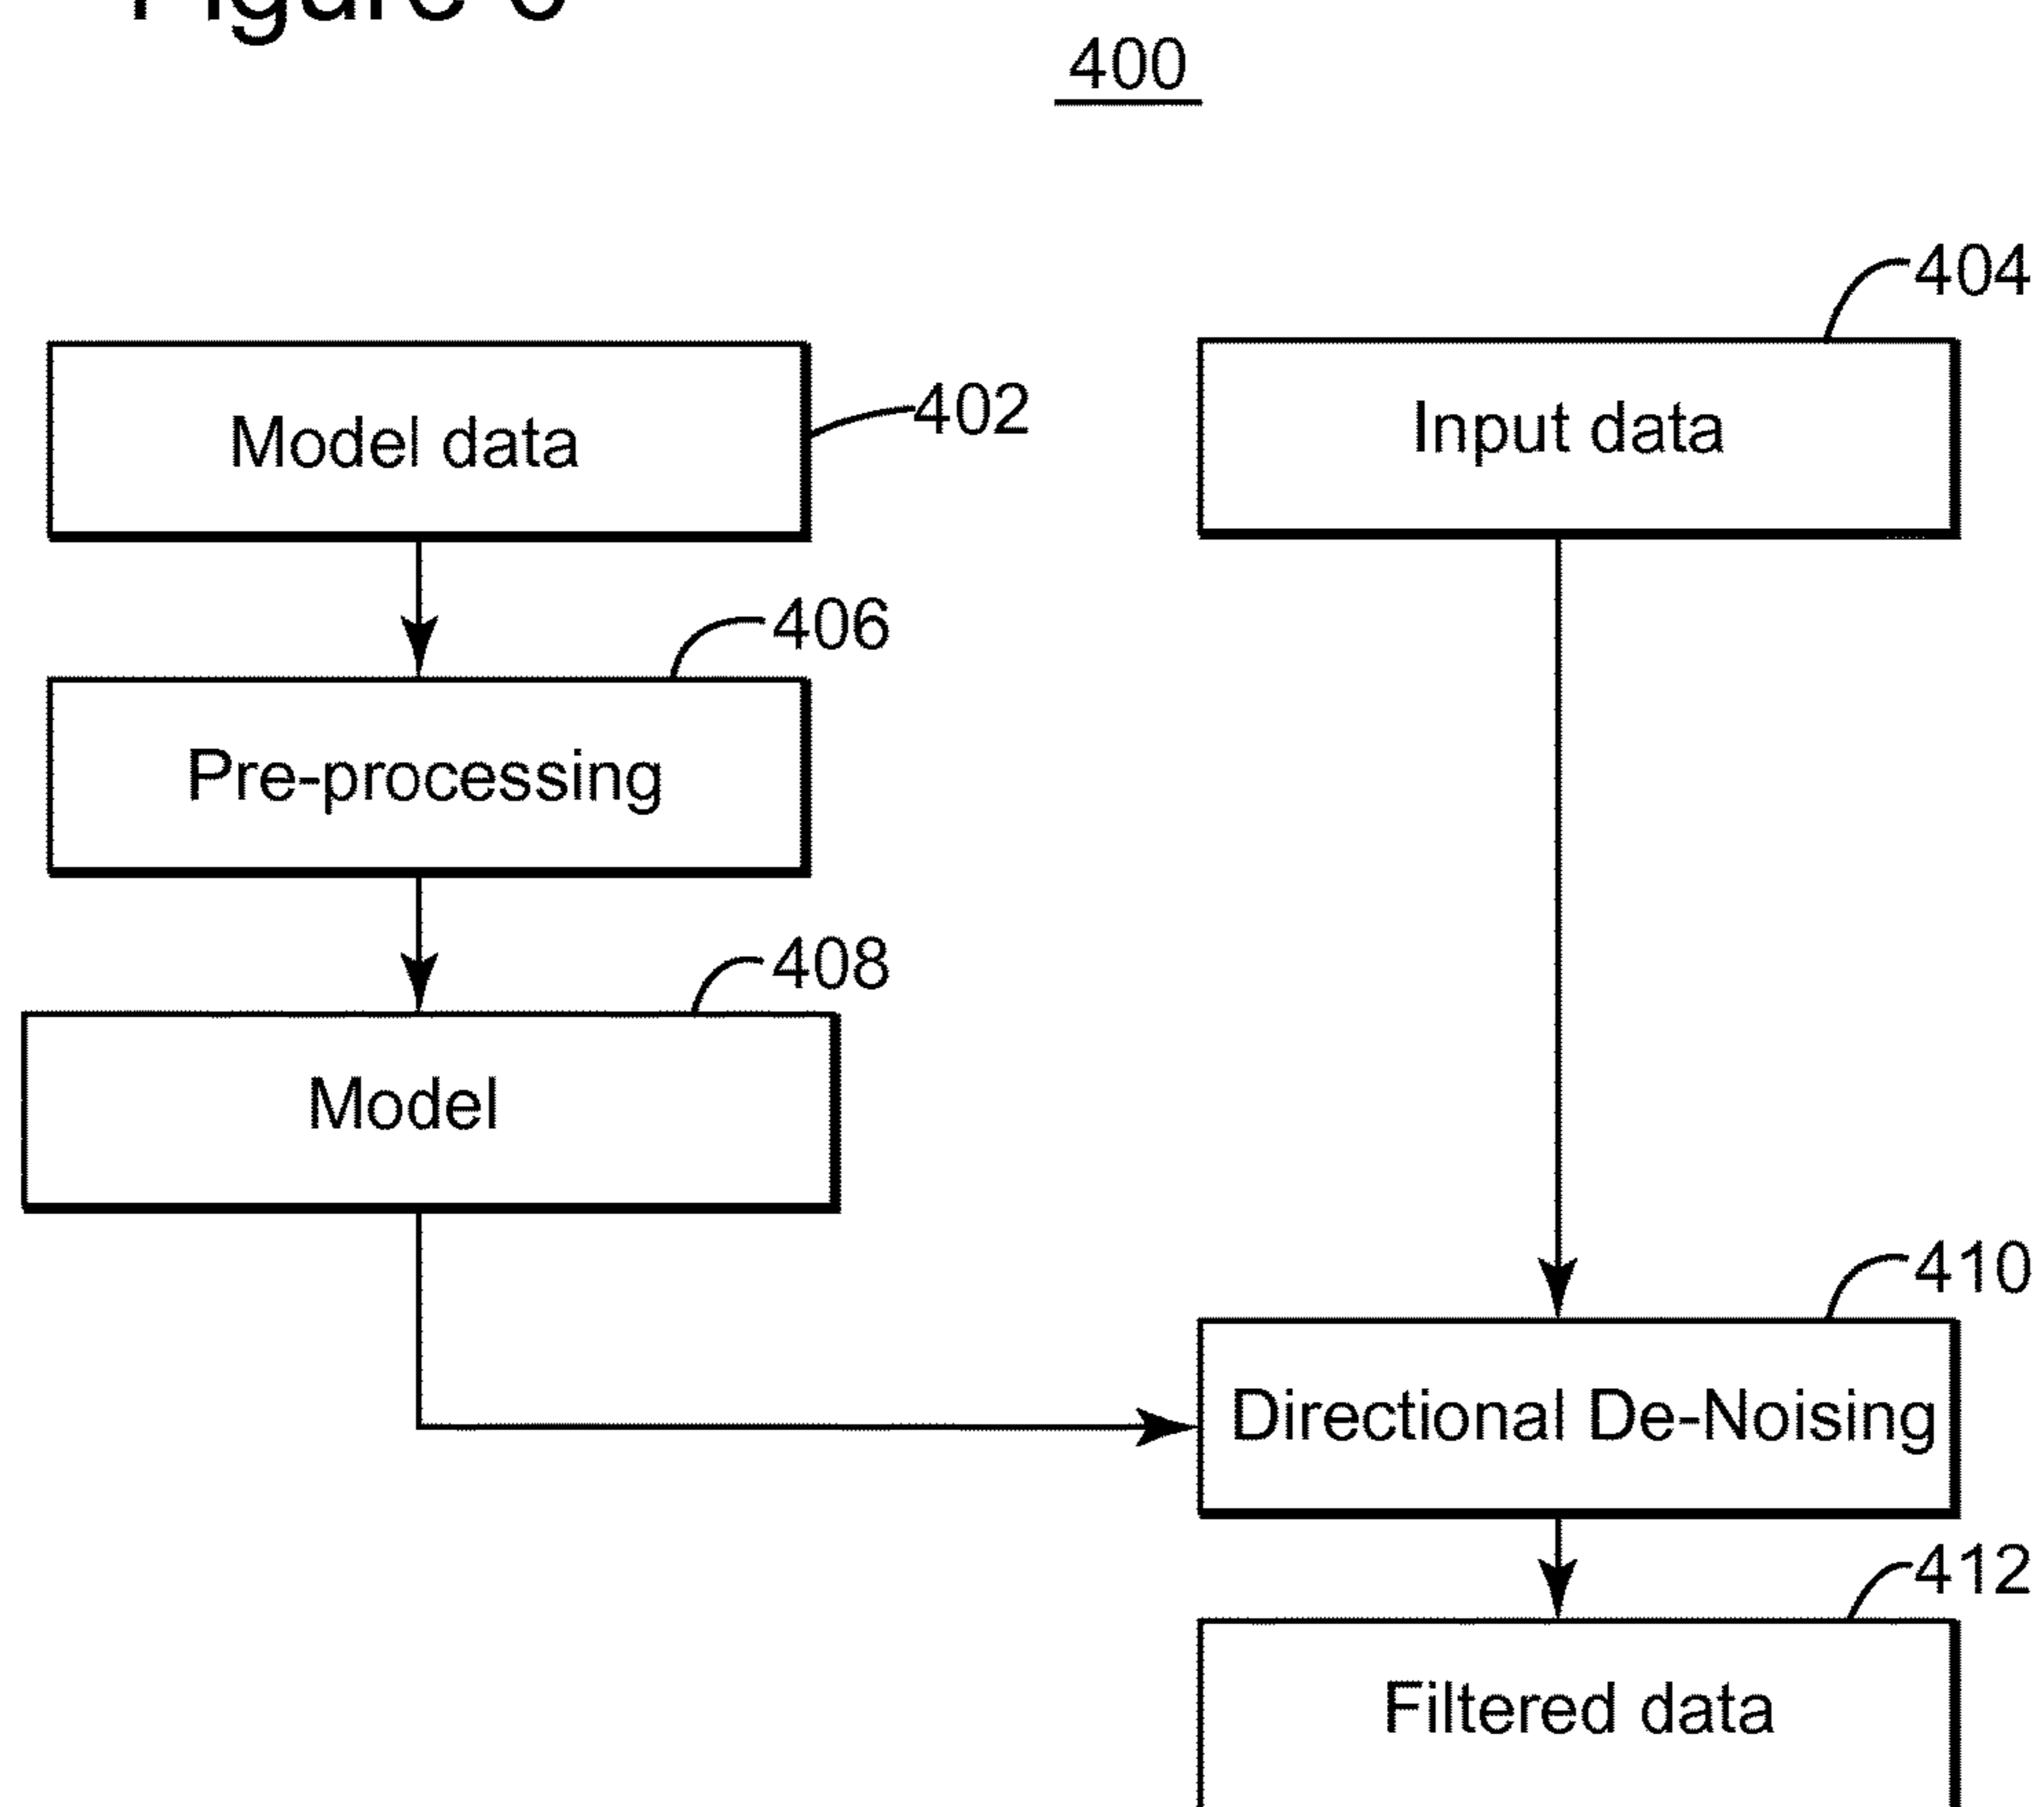 Figure
400
404
402
Model data
Input data
406
Pre-processing
408
Model
410
Directional De-Noising
412
Filtered data